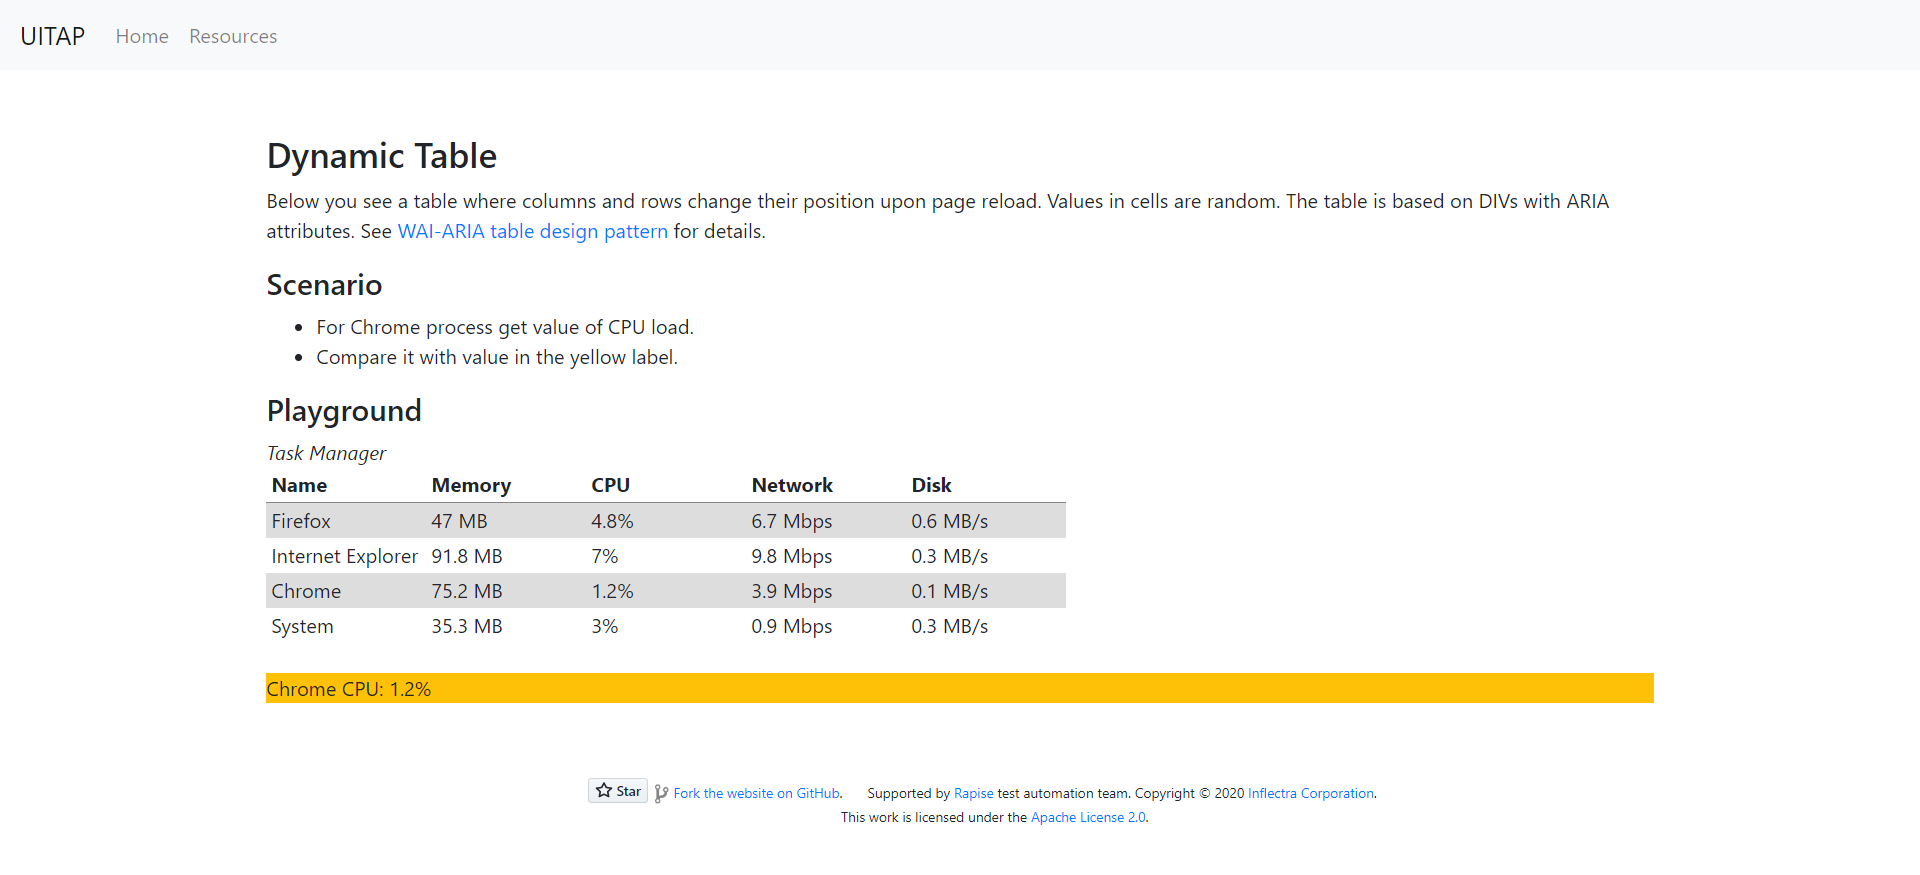 UITAP Home Resources
Dynamic Table
Below you see a table where columns and rows change their position upon page reload. Values in cells are random. The table is based on DIVs with ARIA
attributes. See WAI-ARIA table design pattern for details.
Scenario
• For Chrome process get value of CPU load.
• Compare it with value in the yellow label.
Playground
Task Manager
Name Memory CPU Network Disk
Firefox 47 MB 4.8% 6.7 Mbps 0.6 MB/s
Internet Explorer 91.8 MB 7% 9.8 Mbps 0.3 MB/s
Chrome 75.2 MB 1.2% 3.9 Mbps 0.1 MB/s
System 35.3 MB 3% 0.9 Mbps 0.3 MB/s
Chrome CPU: 1.2%
Star Fork the website on GitHub. Supported by Rapise test automation team. Copyright © 2020 Inflectra Corporation.
This work is licensed under the Apache License 2.0.